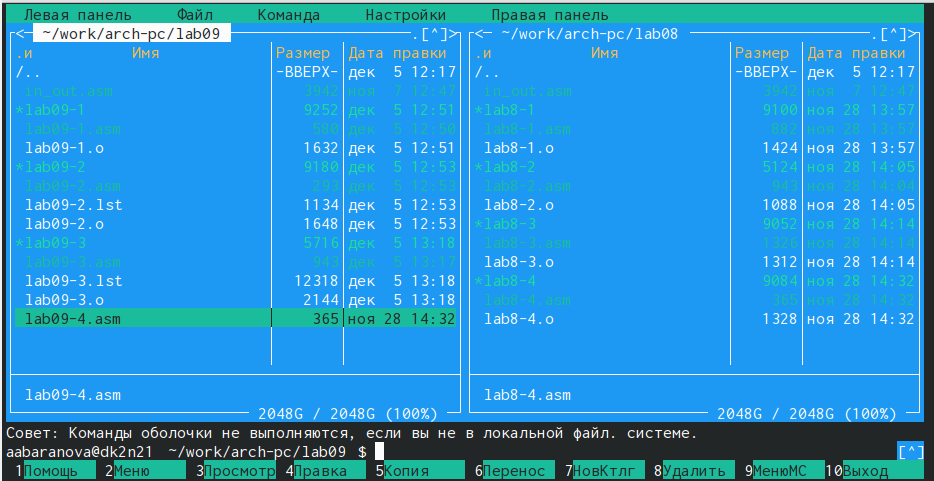 Левая панель Файл Команда Настройки Правая панель
<─ ~/work/arch-pc/lab09 .[^]> <─ ~/work/arch-pc/lab08 .[^]>
.и Имя Размер Дата правки .и Имя Размер Дата правки
/.. -ВВЕРХ- дек 5 12:17 /.. -ВВЕРХ- дек 5 12:17
in_out.asm 3942 ноя 7 12:47 in_out.asm 3942 ноя 7 12:47
*lab09-1 9252 дек 5 12:51 *lab8-1 9100 ноя 28 13:57
lab09-1.asm 580 дек 5 12:50 lab8-1.asm 882 ноя 28 13:57
lab09-1.o 1632 дек 5 12:51 lab8-1.o 1424 ноя 28 13:57
*lab09-2 9180 дек 5 12:53 *lab8-2 5124 ноя 28 14:05
lab09-2.asm 293 дек 5 12:53 lab8-2.asm 943 ноя 28 14:04
lab09-2.lst 1134 дек 5 12:53 lab8-2.o 1088 ноя 28 14:05
lab09-2.o 1648 дек 5 12:53 *lab8-3 9052 ноя 28 14:14
*lab09-3 5716 дек 5 13:18 lab8-3.asm 1326 ноя 28 14:14
lab09-3.asm 943 дек 5 13:17 lab8-3.o 1312 ноя 28 14:14
lab09-3.lst 12318 дек 5 13:18 *lab8-4 9084 ноя 28 14:32
lab09-3.o 2144 дек 5 13:18 lab8-4.asm 365 ноя 28 14:32
lab09-4.asm 365 ноя 28 14:32 lab8-4.o 1328 ноя 28 14:32
lab09-4.asm lab8-4.asm
2048G / 2048G (100%) 2048G / 2048G (100%)
Совет: Команды оболочки не выполняются, если вы не в локальной файл. системе.
aabaranova@dk2n21 ~/work/arch-pc/lab09 $ [^]
1Помощь 2Меню 3Просмотр 4Правка 5Копия 6Перенос 7НовКтлг 8Удалить 9МенюMC 10Выход